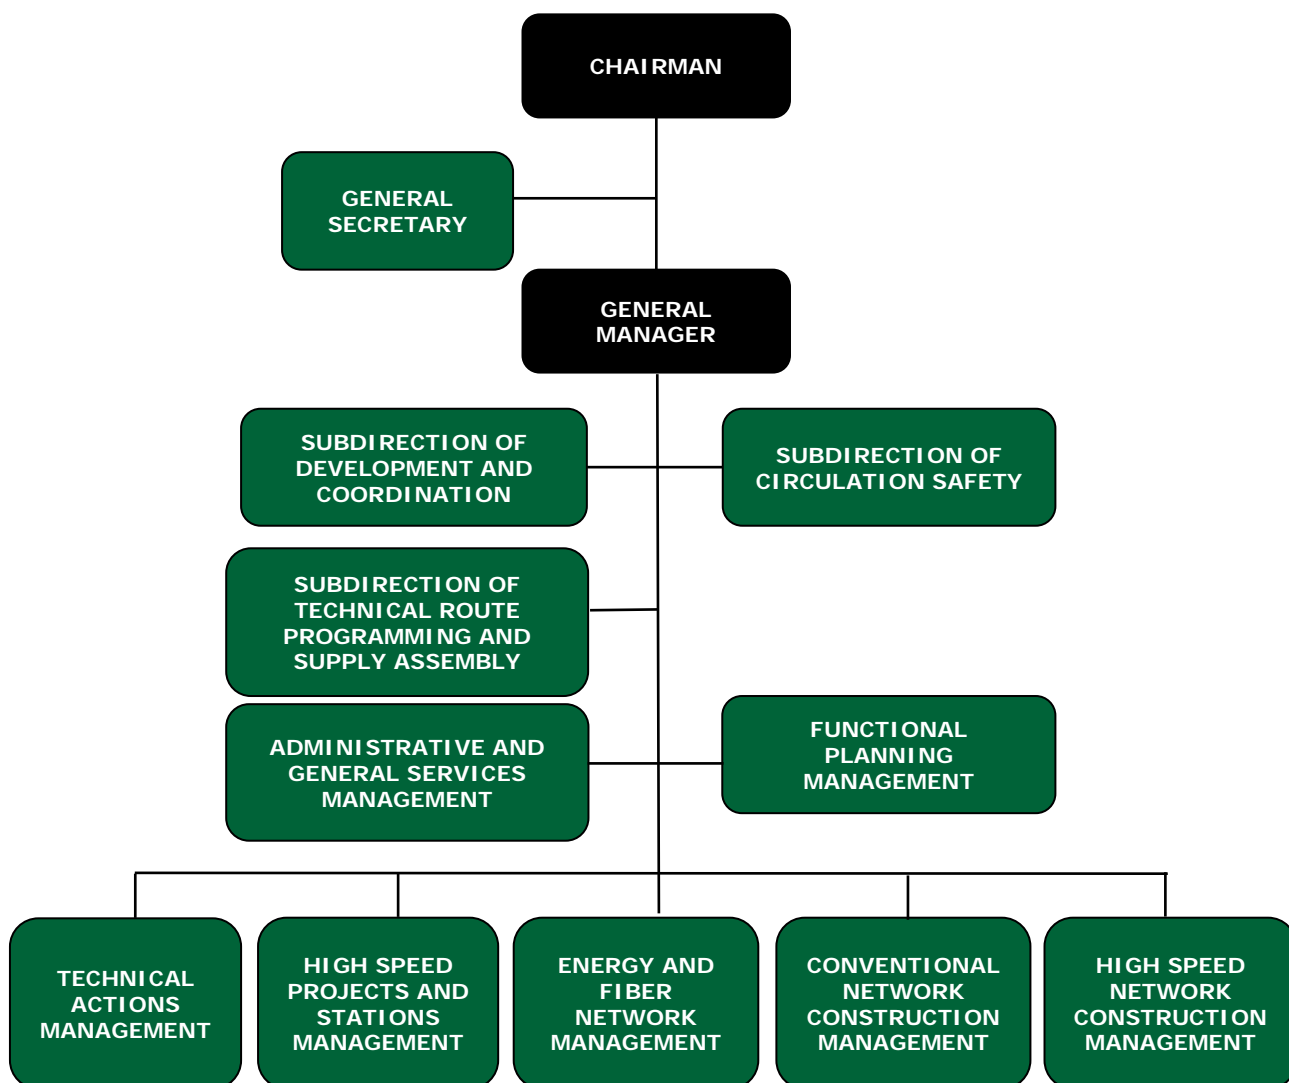 CHAIRMAN
GENERAL
SECRETARY
GENERAL
MANAGER
SUBDIRECTION OF
DEVELOPMENT AND
COORDINATION
SUBDIRECTION OF
CIRCULATION SAFETY
SUBDIRECTION OF
TECHNICAL ROUTE
PROGRAMMING AND
SUPPLY ASSEMBLY
ADMINISTRATIVE AND
GENERAL SERVICES
MANAGEMENT
FUNCTIONAL
PLANNING
MANAGEMENT
TECHNICAL
ACTIONS
MANAGEMENT
HIGH SPEED
PROJECTS AND
STATIONS
MANAGEMENT
ENERGY AND
FIBER
NETWORK
MANAGEMENT
CONVENTIONAL
NETWORK
CONSTRUCTION
MANAGEMENT
HIGH SPEED
NETWORK
CONSTRUCTION
MANAGEMENT